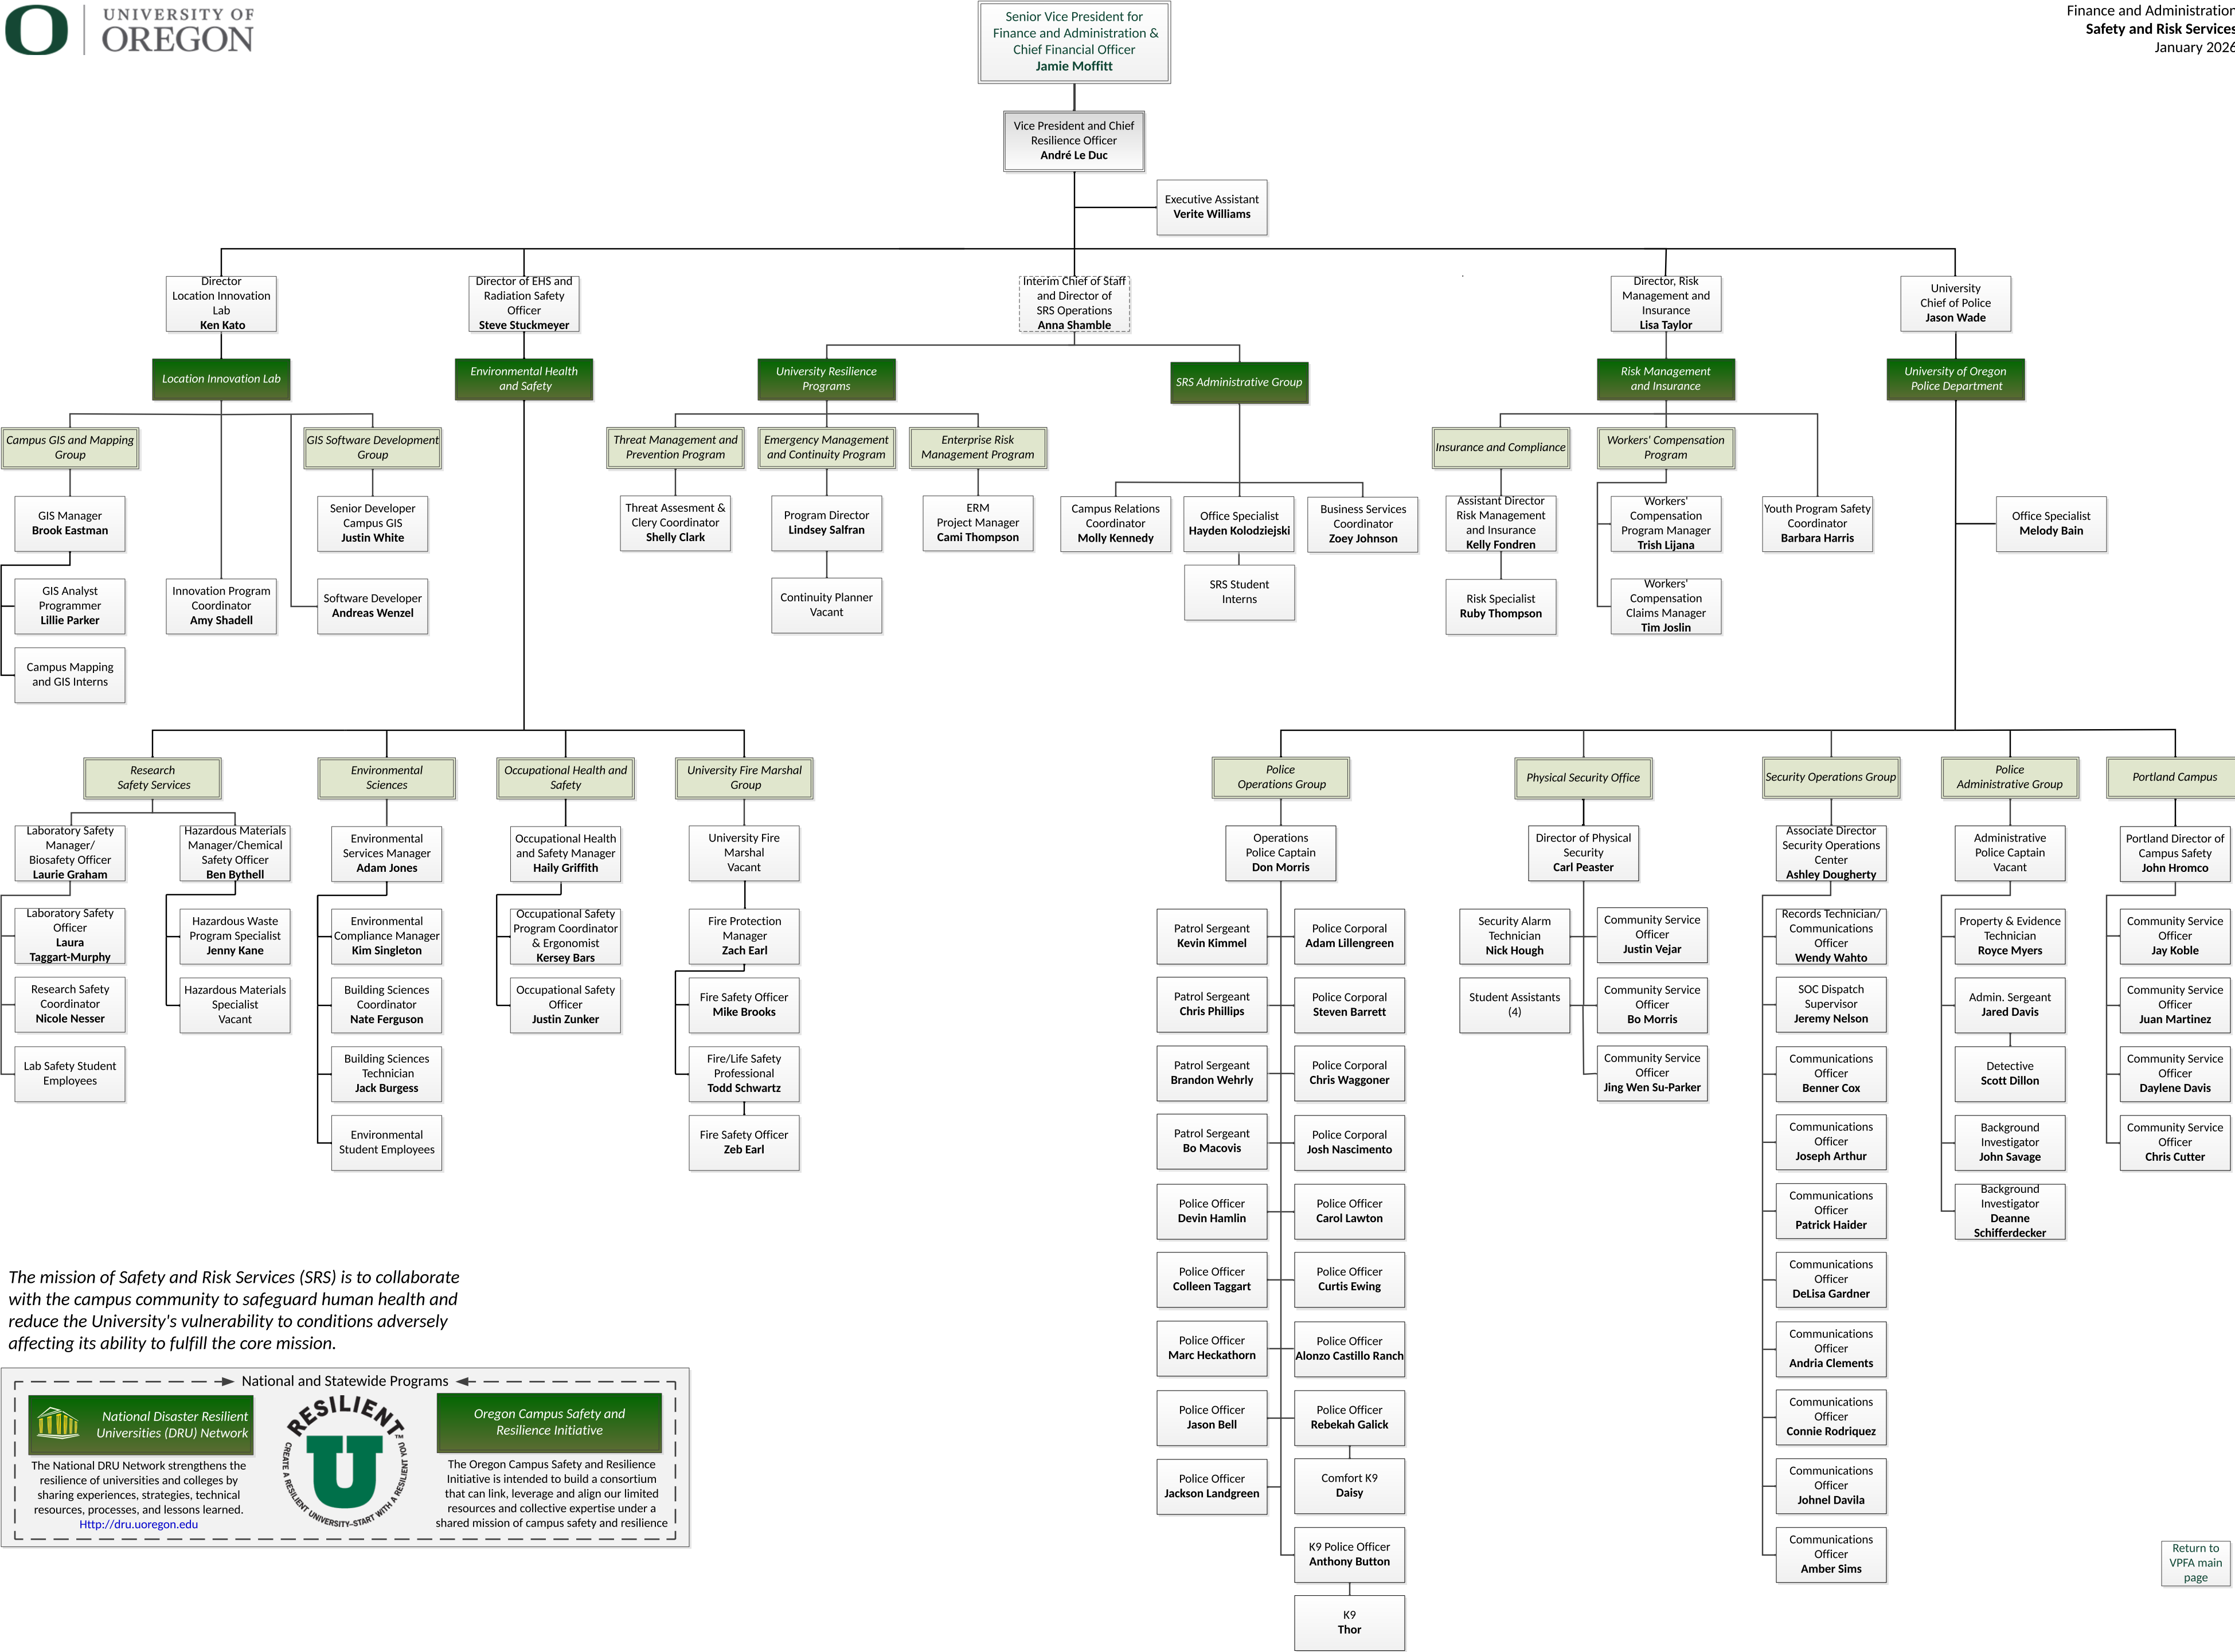 UNIVERSITY OF
OREGON
Finance and Administration
Safety and Risk Services
January 2026
Senior Vice President for
Finance and Administration &
Chief Financial Officer
Jamie Moffitt
Vice President and Chief
Resilience Officer
André Le Duc
Executive Assistant
Verite Williams
Director
Location Innovation
Lab
Ken Kato
Director of EHS and
Radiation Safety
Officer
Steve Stuckmeyer
Interim Chief of Staff
and Director of
SRS Operations
Anna Shamble
Director, Risk
Management and
Insurance
Lisa Taylor
University
Chief of Police
Jason Wade
Location Innovation Lab
Environmental Health
and Safety
University Resilience
Programs
SRS Administrative Group
Risk Management
and Insurance
University of Oregon
Police Department
Campus GIS and Mapping
Group
GIS Software Development
Group
Threat Management and
Prevention Program
Emergency Management
and Continuity Program
Enterprise Risk
Management Program
Insurance and Compliance
Workers' Compensation
Program
GIS Manager
Brook Eastman
Senior Developer
Campus GIS
Justin White
Threat Assesment &
Clery Coordinator
Shelly Clark
Program Director
Lindsey Salfran
ERM
Project Manager
Cami Thompson
Campus Relations
Coordinator
Molly Kennedy
Office Specialist
Hayden Kolodziejski
Business Services
Coordinator
Zoey Johnson
Assistant Director
Risk Management
and Insurance
Kelly Fondren
Workers'
Compensation
Program Manager
Trish Lijana
Youth Program Safety
Coordinator
Barbara Harris
Office Specialist
Melody Bain
GIS Analyst
Programmer
Lillie Parker
Innovation Program
Coordinator
Amy Shadell
Software Developer
Andreas Wenzel
Continuity Planner
Vacant
SRS Student
Interns
Risk Specialist
Ruby Thompson
Workers'
Compensation
Claims Manager
Tim Joslin
Campus Mapping
and GIS Interns
Research
Safety Services
Environmental
Sciences
Occupational Health and
Safety
University Fire Marshal
Group
Police
Operations Group
Physical Security Office
Security Operations Group
Police
Administrative Group
Portland Campus
Laboratory Safety
Manager/
Biosafety Officer
Laurie Graham
Hazardous Materials
Manager/Chemical
Safety Officer
Ben Bythell
Environmental
Services Manager
Adam Jones
Occupational Health
and Safety Manager
Haily Griffith
University Fire
Marshal
Vacant
Operations
Police Captain
Don Morris
Director of Physical
Security
Carl Peaster
Associate Director
Security Operations
Center
Ashley Dougherty
Administrative
Police Captain
Vacant
Portland Director of
Campus Safety
John Hromco
Laboratory Safety
Officer
Laura
Taggart-Murphy
Hazardous Waste
Program Specialist
Jenny Kane
Environmental
Compliance Manager
Kim Singleton
Occupational Safety
Program Coordinator
& Ergonomist
Kersey Bars
Fire Protection
Manager
Zach Earl
Patrol Sergeant
Kevin Kimmel
Police Corporal
Adam Lillengreen
Security Alarm
Technician
Nick Hough
Community Service
Officer
Justin Vejar
Records Technician/
Communications
Officer
Wendy Wahto
Property & Evidence
Technician
Royce Myers
Community Service
Officer
Jay Koble
Research Safety
Coordinator
Nicole Nesser
Hazardous Materials
Specialist
Vacant
Building Sciences
Coordinator
Nate Ferguson
Occupational Safety
Officer
Justin Zunker
Fire Safety Officer
Mike Brooks
Patrol Sergeant
Chris Phillips
Police Corporal
Steven Barrett
Student Assistants
(4)
Community Service
Officer
Bo Morris
SOC Dispatch
Supervisor
Jeremy Nelson
Admin. Sergeant
Jared Davis
Community Service
Officer
Juan Martinez
Lab Safety Student
Employees
Building Sciences
Technician
Jack Burgess
Fire/Life Safety
Professional
Todd Schwartz
Patrol Sergeant
Brandon Wehrly
Police Corporal
Chris Waggoner
Community Service
Officer
Jing Wen Su-Parker
Communications
Officer
Benner Cox
Detective
Scott Dillon
Community Service
Officer
Daylene Davis
Environmental
Student Employees
Fire Safety Officer
Zeb Earl
Patrol Sergeant
Bo Macovis
Police Corporal
Josh Nascimento
Communications
Officer
Joseph Arthur
Background
Investigator
John Savage
Community Service
Officer
Chris Cutter
Police Officer
Devin Hamlin
Police Officer
Carol Lawton
Communications
Officer
Patrick Haider
Background
Investigator
Deanne
Schifferdecker
Police Officer
Colleen Taggart
Police Officer
Curtis Ewing
Communications
Officer
DeLisa Gardner
Police Officer
Marc Heckathorn
Police Officer
Alonzo Castillo Ranch
Communications
Officer
Andria Clements
Police Officer
Jason Bell
Police Officer
Rebekah Galick
Communications
Officer
Connie Rodriquez
Police Officer
Jackson Landgreen
Comfort K9
Daisy
Communications
Officer
Johnel Davila
K9 Police Officer
Anthony Button
Communications
Officer
Amber Sims
K9
Thor
The mission of Safety and Risk Services (SRS) is to collaborate
with the campus community to safeguard human health and
reduce the University's vulnerability to conditions adversely
affecting its ability to fulfill the core mission.
National and Statewide Programs
National Disaster Resilient
Universities (DRU) Network
The National DRU Network strengthens the
resilience of universities and colleges by
sharing experiences, strategies, technical
resources, processes, and lessons learned.
Http://dru.uoregon.edu
RESILIENT
TM
U
CREATE A RESILIENT UNIVERSITY–START WITH A RESILIENT YOU
Oregon Campus Safety and
Resilience Initiative
The Oregon Campus Safety and Resilience
Initiative is intended to build a consortium
that can link, leverage and align our limited
resources and collective expertise under a
shared mission of campus safety and resilience
Return to
VPFA main
page